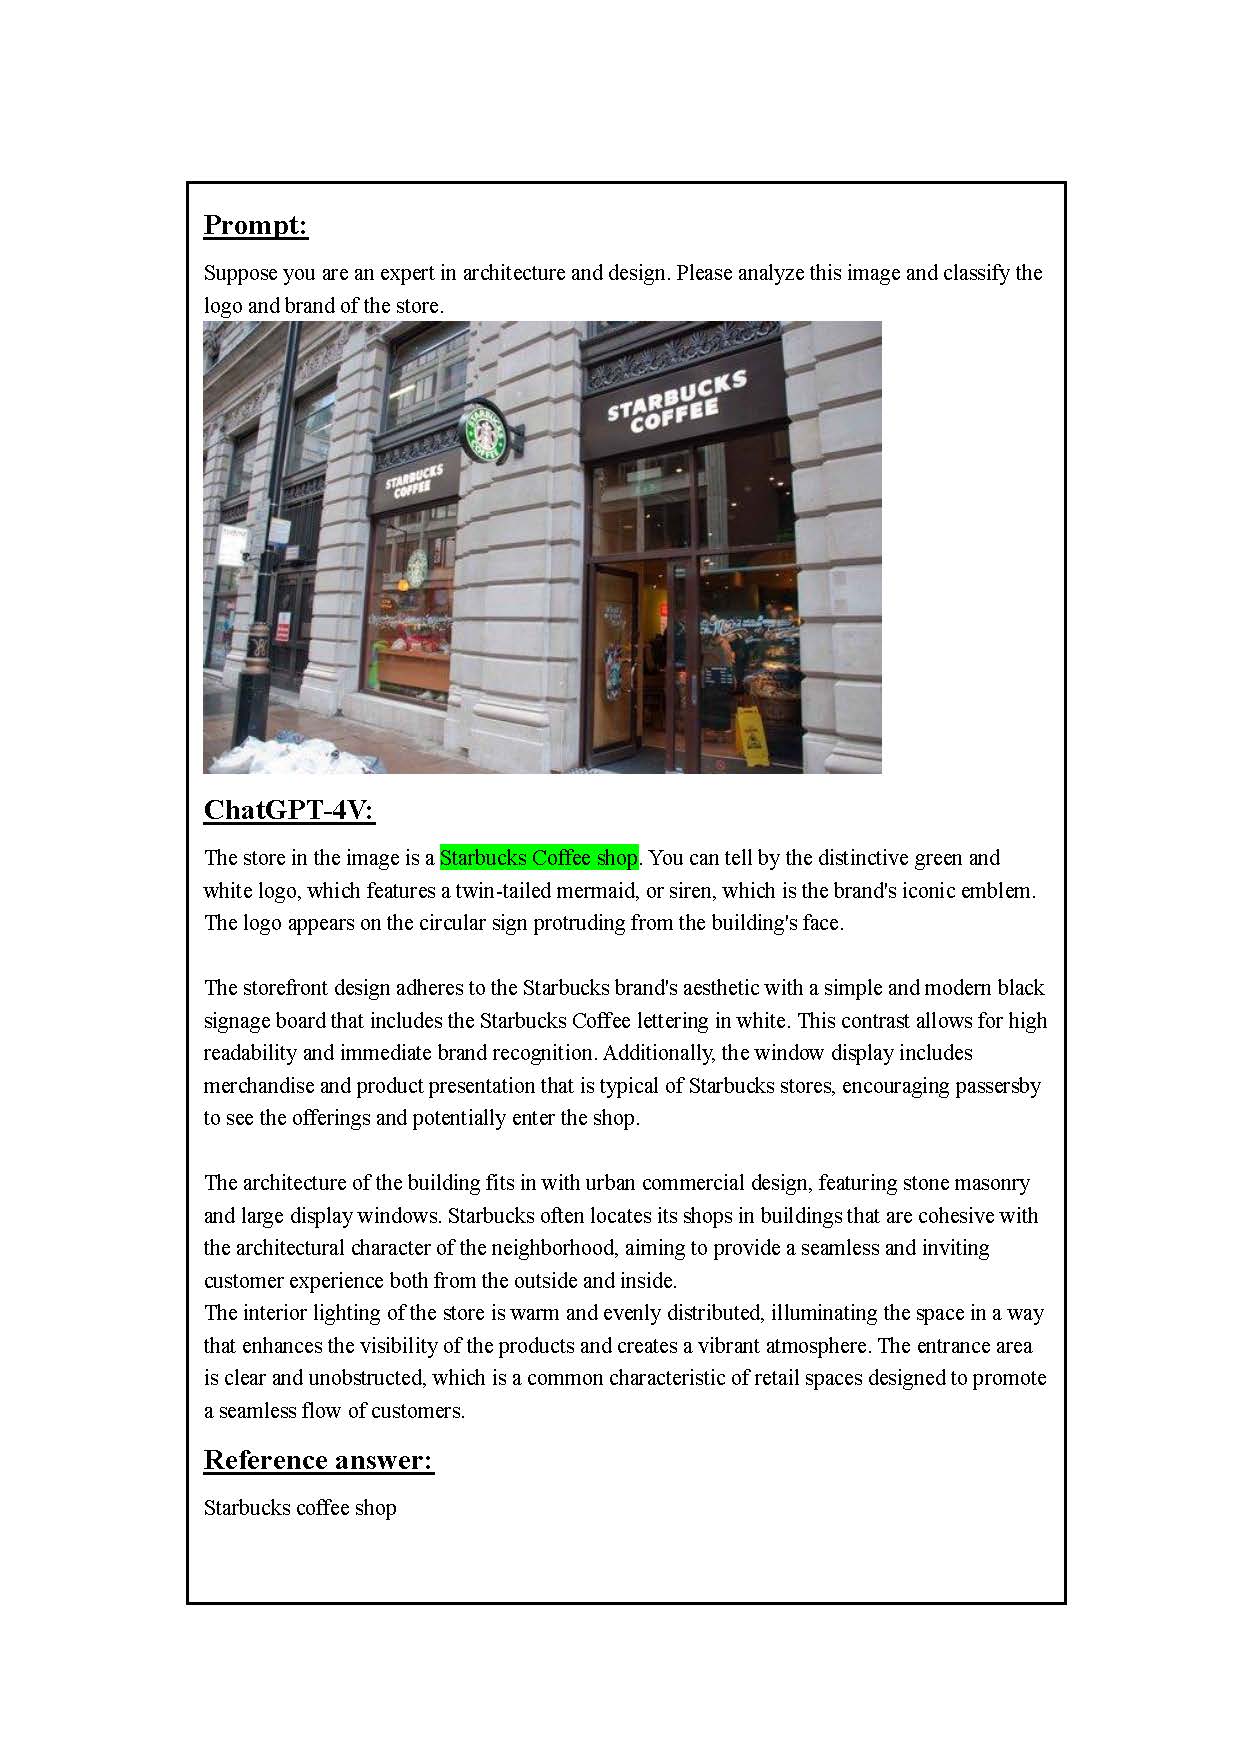 Prompt:
Suppose you are an expert in architecture and design. Please analyze this image and classify the
logo and brand of the store.
STARBUCKS
COFFEE
STARBUCKS
COFFEE
STARBUCKS
COFFEE
ChatGPT-4V:
The store in the image is a Starbucks Coffee shop. You can tell by the distinctive green and
white logo, which features a twin-tailed mermaid, or siren, which is the brand's iconic emblem.
The logo appears on the circular sign protruding from the building's face.
The storefront design adheres to the Starbucks brand's aesthetic with a simple and modern black
signage board that includes the Starbucks Coffee lettering in white. This contrast allows for high
readability and immediate brand recognition. Additionally, the window display includes
merchandise and product presentation that is typical of Starbucks stores, encouraging passersby
to see the offerings and potentially enter the shop.
The architecture of the building fits in with urban commercial design, featuring stone masonry
and large display windows. Starbucks often locates its shops in buildings that are cohesive with
the architectural character of the neighborhood, aiming to provide a seamless and inviting
customer experience both from the outside and inside.
The interior lighting of the store is warm and evenly distributed, illuminating the space in a way
that enhances the visibility of the products and creates a vibrant atmosphere. The entrance area
is clear and unobstructed, which is a common characteristic of retail spaces designed to promote
a seamless flow of customers.
Reference answer:
Starbucks coffee shop